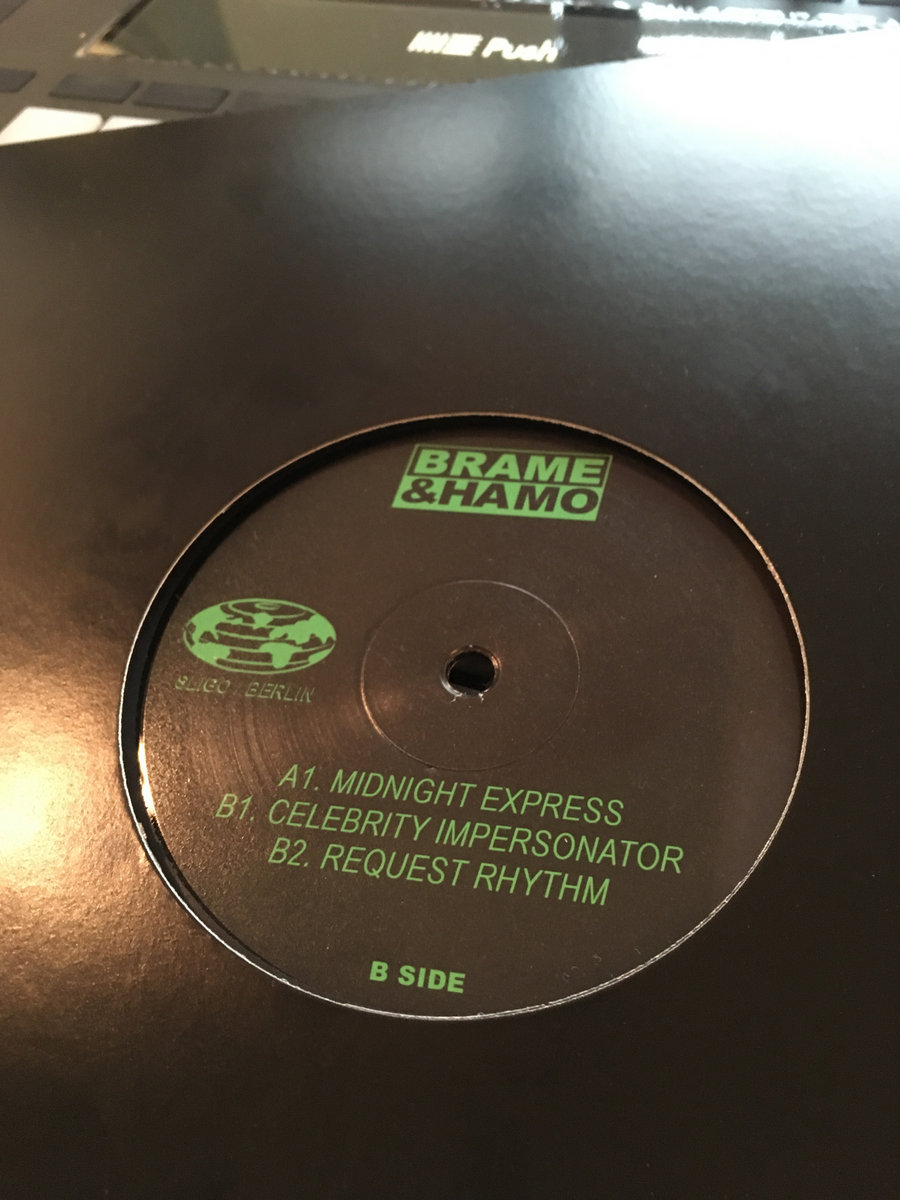 Push
BRAME
&HAMO
SLIGO / BERLIN
A1. MIDNIGHT EXPRESS
B1. CELEBRITY IMPERSONATOR
B2. REQUEST RHYTHM
B SIDE